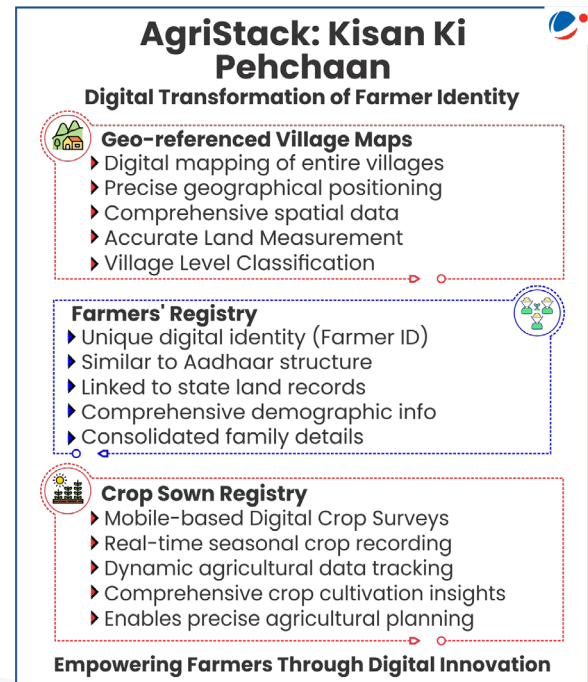 AgriStack: Kisan Ki
Pehchaan
Digital Transformation of Farmer Identity
Geo-referenced Village Maps
Digital mapping of entire villages
Precise geographical positioning
Comprehensive spatial data
Accurate Land Measurement
Village Level Classification
Farmers' Registry
Unique digital identity (Farmer ID)
Similar to Aadhaar structure
Linked to state land records
Comprehensive demographic info
Consolidated family details
Crop Sown Registry
Mobile-based Digital Crop Surveys
Real-time seasonal crop recording
Dynamic agricultural data tracking
Comprehensive crop cultivation insights
Enables precise agricultural planning
Empowering Farmers Through Digital Innovation